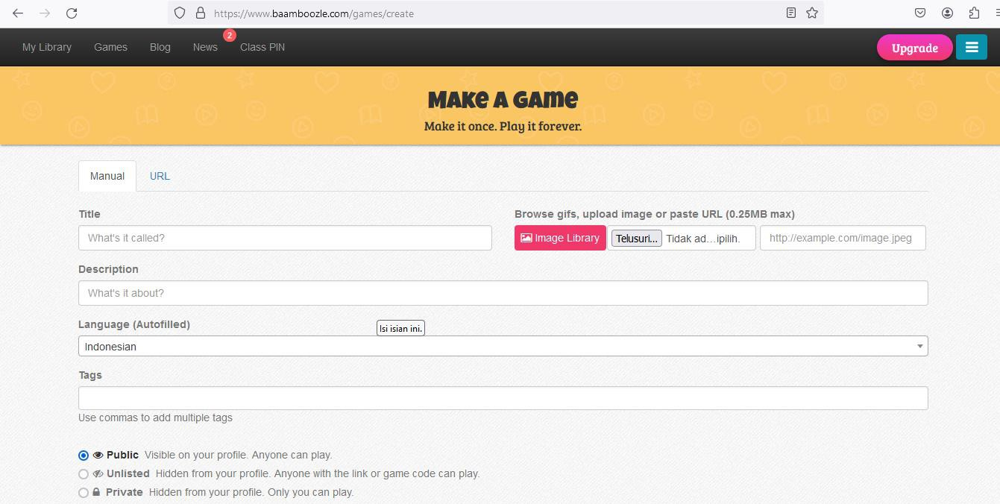 https://www.baamboozle.com/games/create
My Library Games Blog News 2 Class PIN Upgrade
Make A Game
Make it once. Play it forever.
Manual URL
Title
What's it called?
Browse gifs, upload image or paste URL (0.25MB max)
Image Library Telusuri... Tidak ad...ipilih. http://example.com/image.jpeg
Description
What's it about?
Language (Autofilled)
Isi isian ini.
Indonesian
Tags
Use commas to add multiple tags
Public Visible on your profile. Anyone can play.
Unlisted Hidden from your profile. Anyone with the link or game code can play.
Private Hidden from your profile. Only you can play.